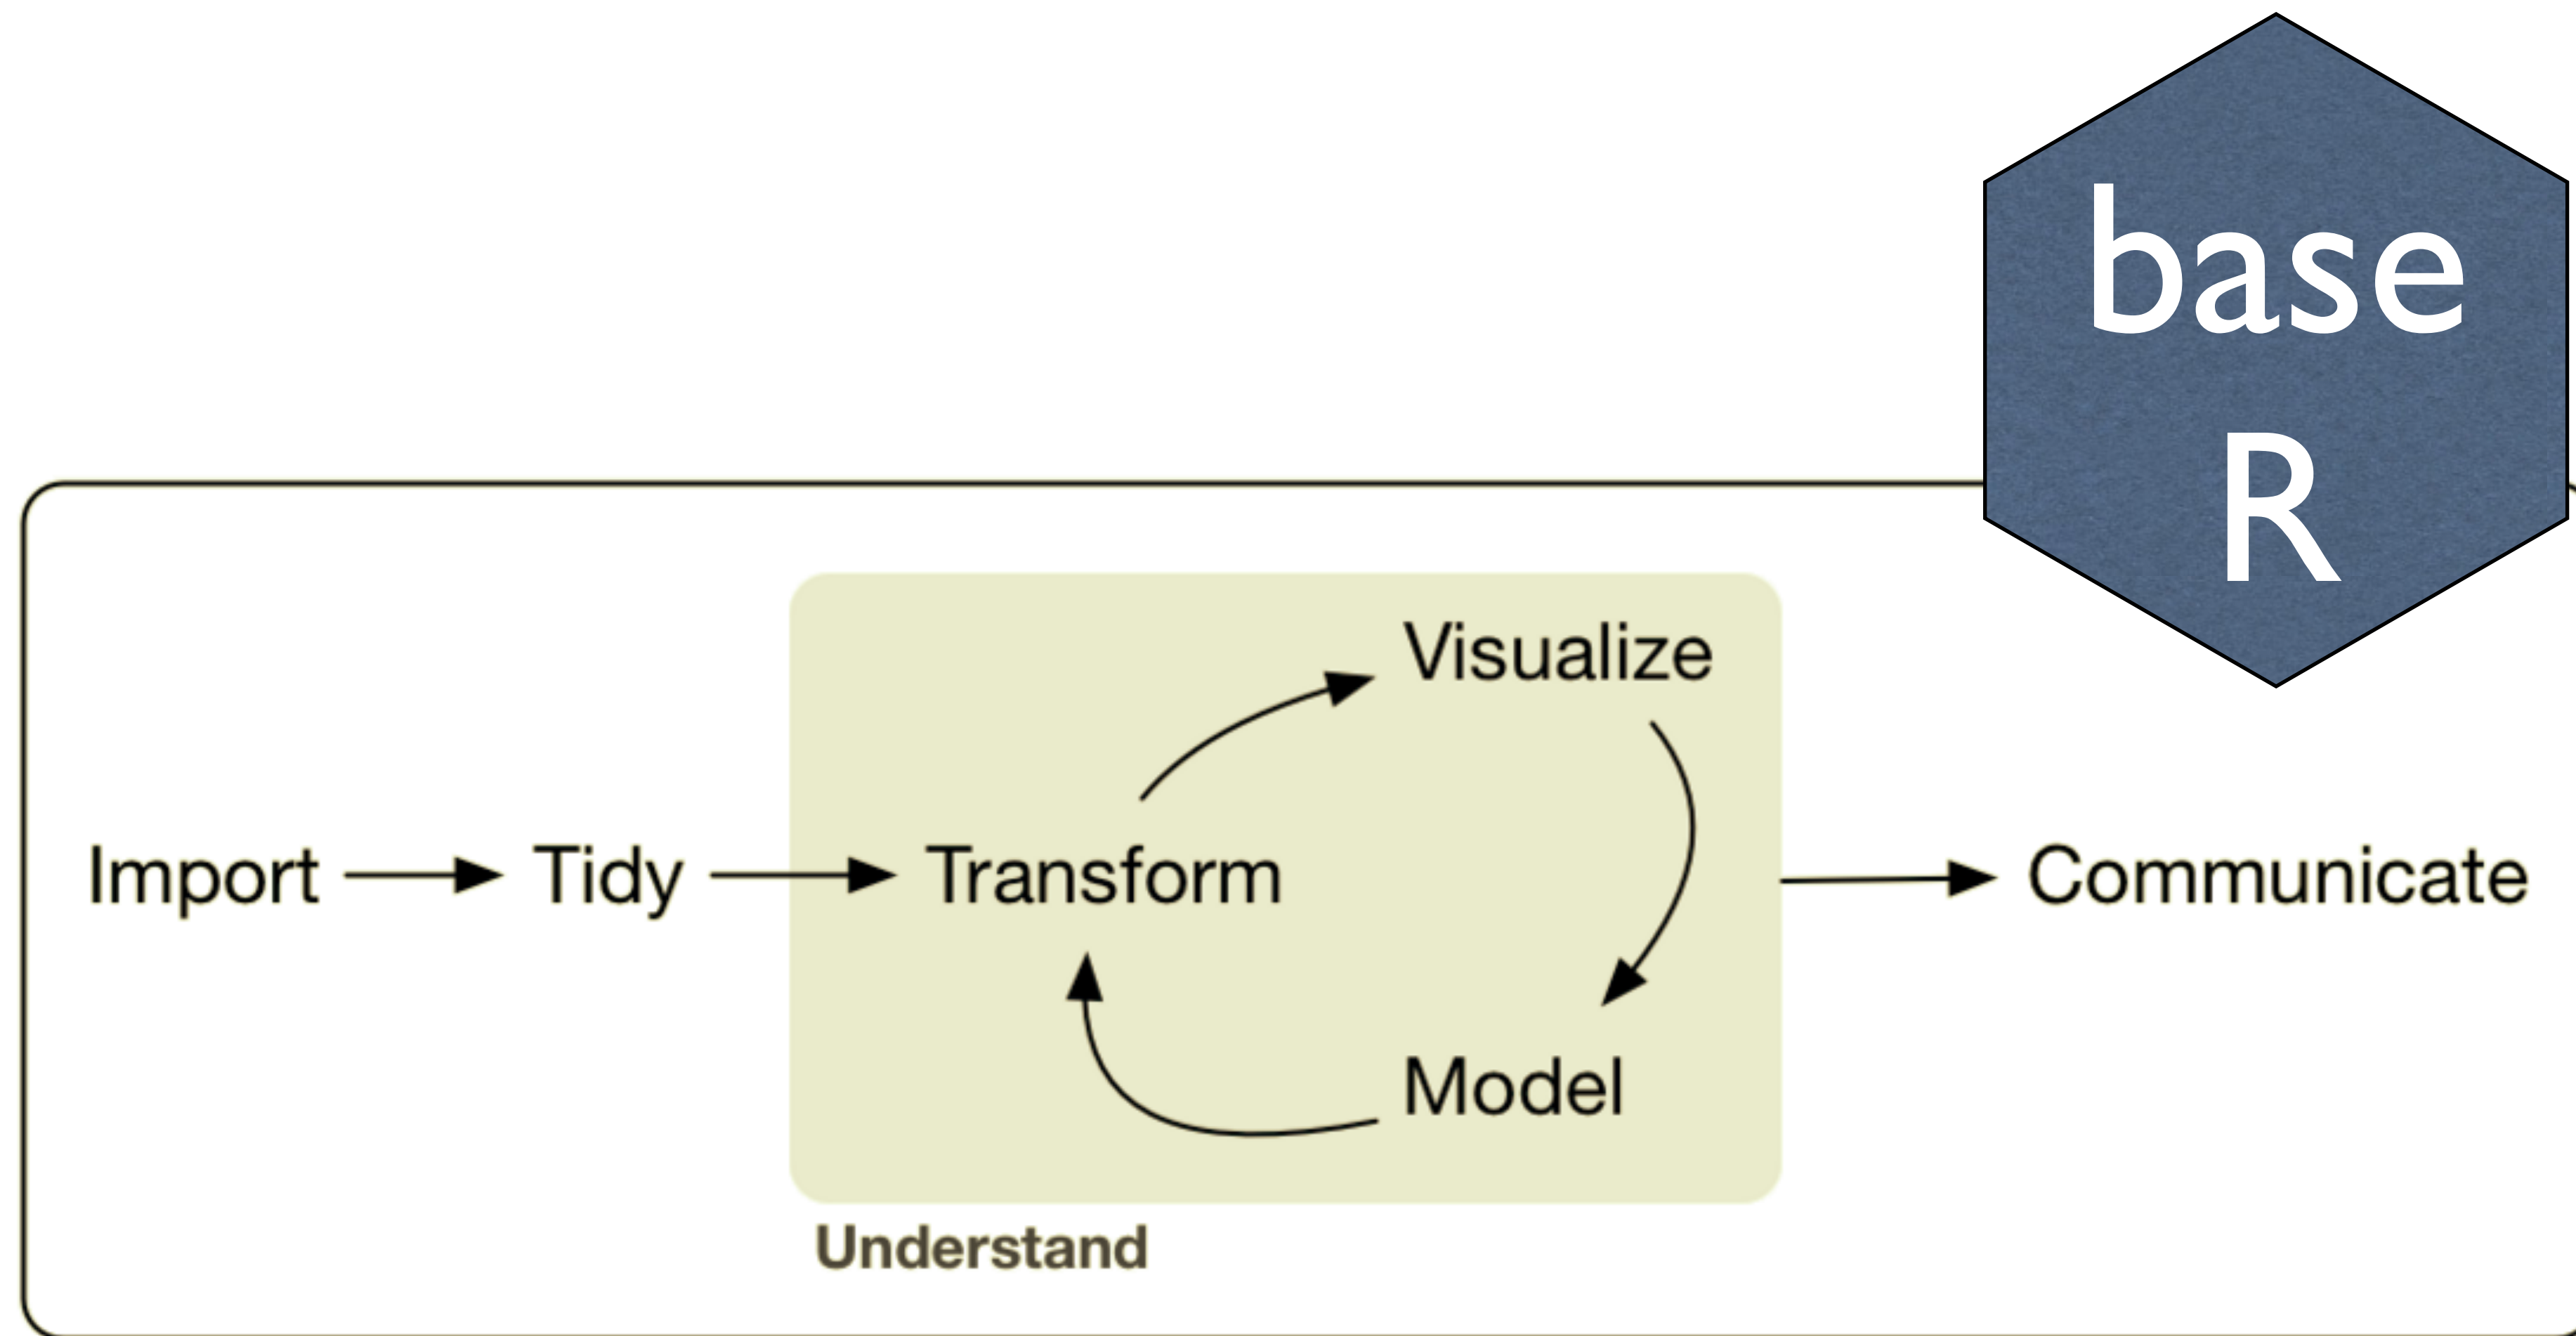 base
R
Visualize
Import
Tidy
Transform
Communicate
Model
Understand